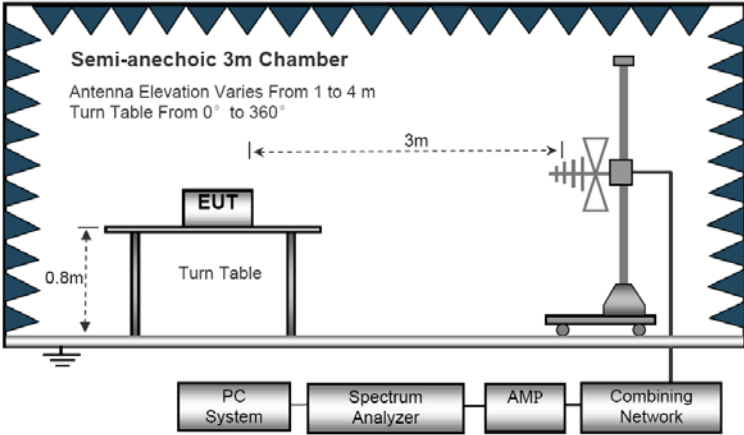 Semi-anechoic 3m Chamber
Antenna Elevation Varies From 1 to 4 m
Turn Table From 0° to 360°
3m
EUT
0.8m
Turn Table
PC
System
Spectrum
Analyzer
AMP
Combining
Network